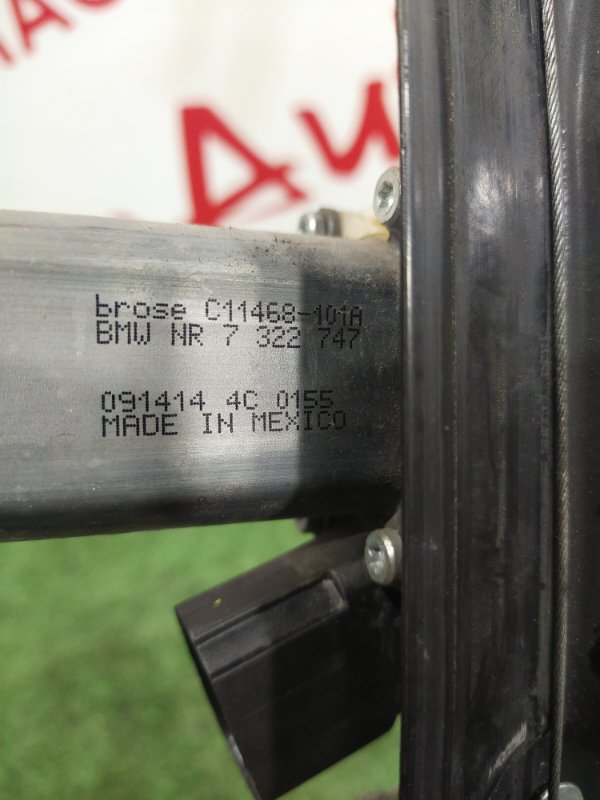 brose C11468-101A
BMW NR 7 322 747
091414 4C 0155
MADE IN MEXICO